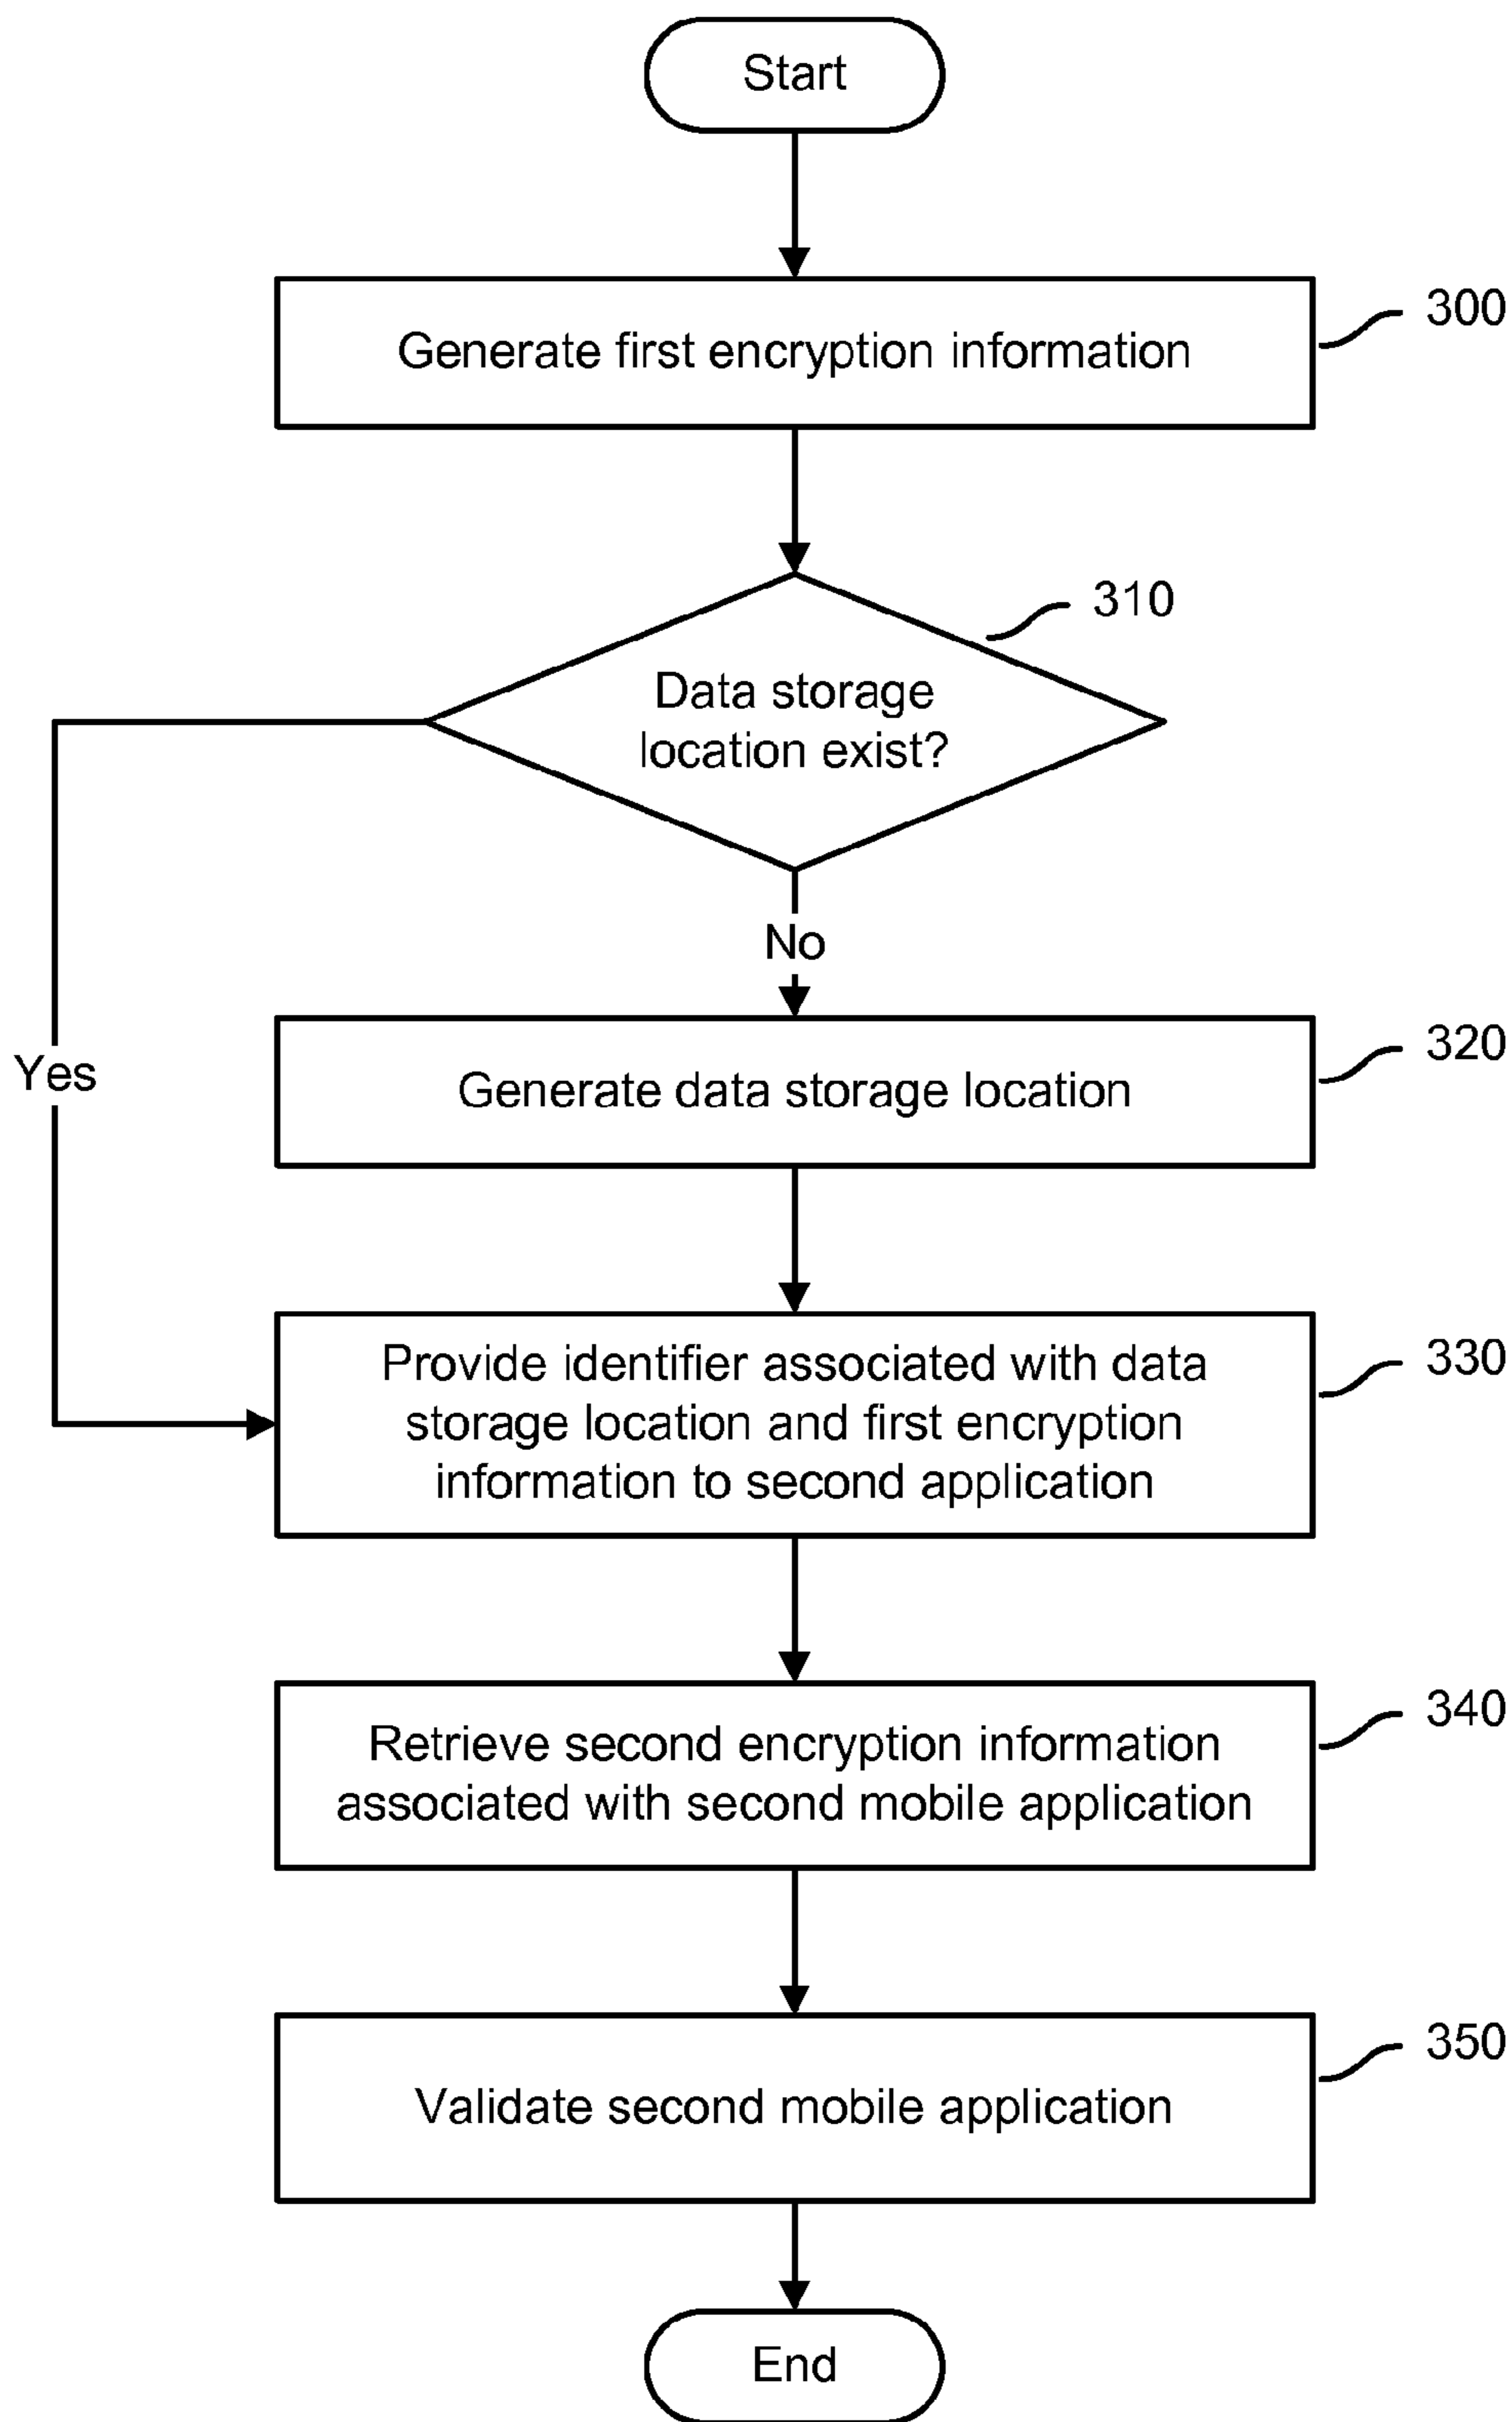 Start
Generate first encryption information
300
310
Data storage
location exist?
No
Yes
Generate data storage location
320
Provide identifier associated with data
storage location and first encryption
information to second application
330
Retrieve second encryption information
associated with second mobile application
340
Validate second mobile application
350
End